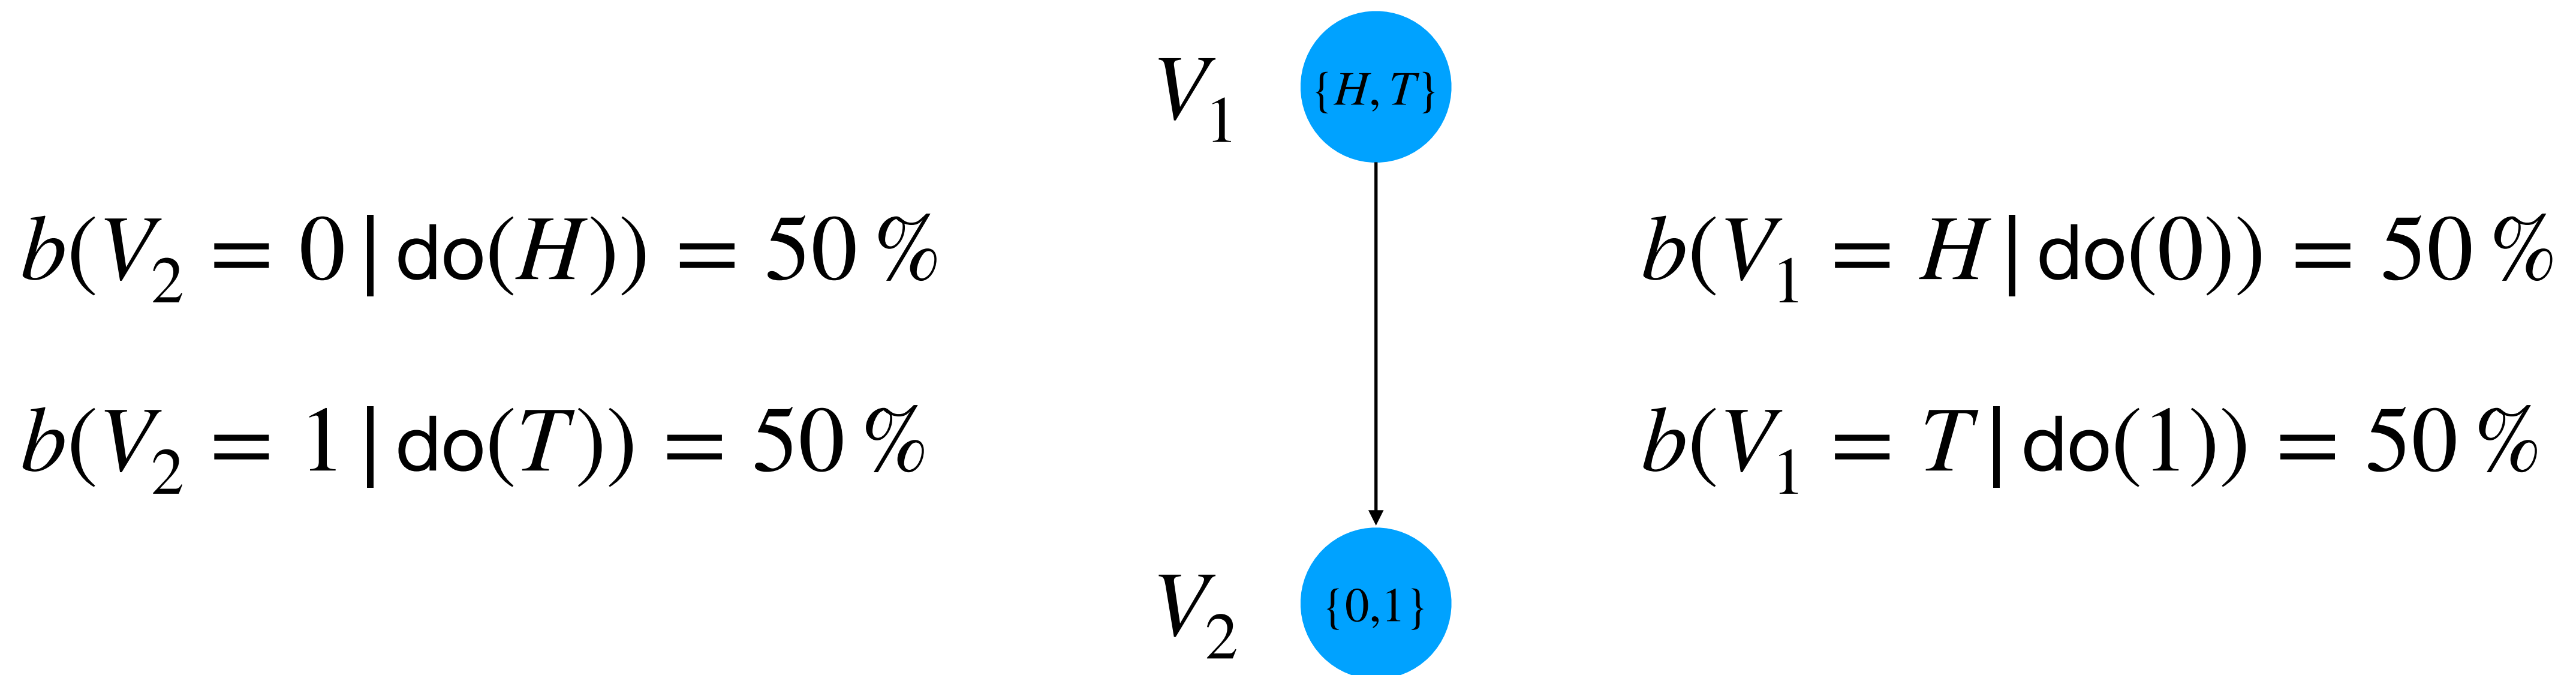 V₁ {H, T}
b(V₂ = 0 | do(H)) = 50 %
b(V₁ = H | do(0)) = 50 %
b(V₂ = 1 | do(T)) = 50 %
b(V₁ = T | do(1)) = 50 %
V₂ {0,1}